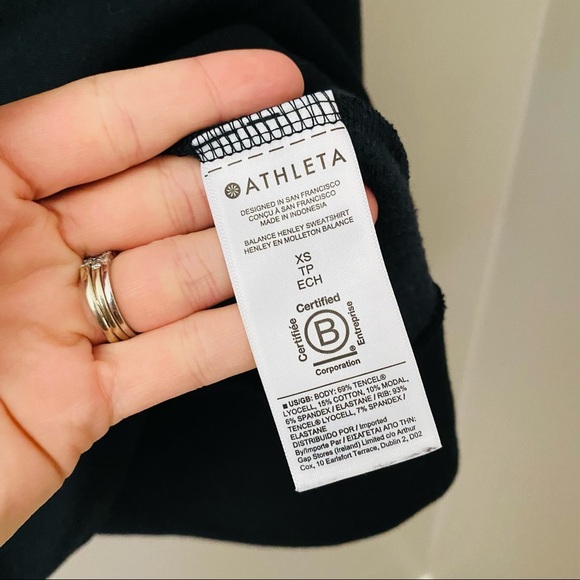 ATHLETA
DESIGNED IN SAN FRANCISCO
CONÇU À SAN FRANCISCO
MADE IN INDONESIA
BALANCE HENLEY SWEATSHIRT
HENLEY EN MOLLETON BALANCE
XS
TP
ECH
Certified
Certifiée
B
Entreprise
®
Corporation
■ US/GB: BODY: 69% TENCEL®
LYOCELL, 15% COTTON, 10% MODAL,
6% SPANDEX / ELASTANE / RIB: 93%
TENCEL® LYOCELL, 7% SPANDEX /
ELASTANE
DISTRIBUIDO POR / Imported
By/Importe Par / ΕΙΣΑΓΕΤΑΙ ΑΠΟ ΤΗΝ:
Gap Stores (Ireland) Limited c/o Arthur
Cox, 10 Earlsfort Terrace, Dublin 2, D02